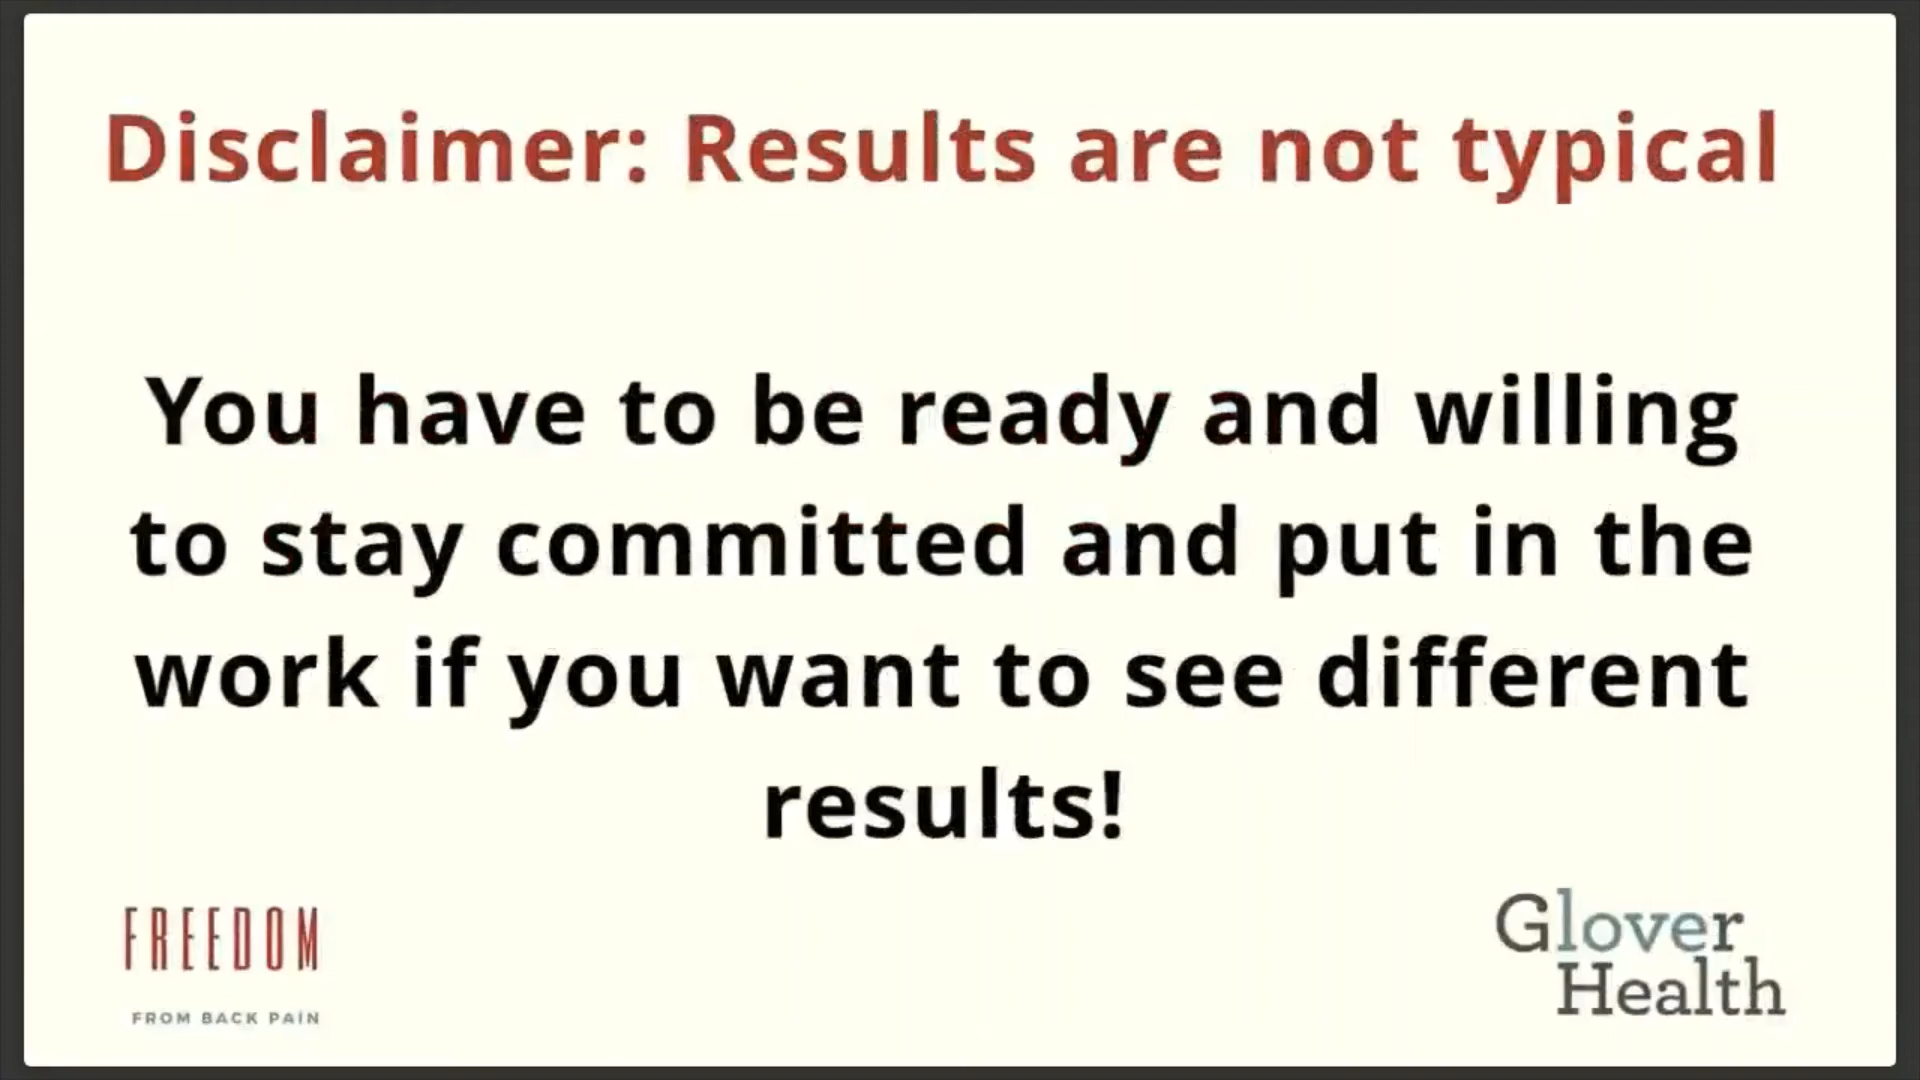 Disclaimer: Results are not typical
You have to be ready and willing
to stay committed and put in the
work if you want to see different
results!
FREEDOM
FROM BACK PAIN
Glover
Health